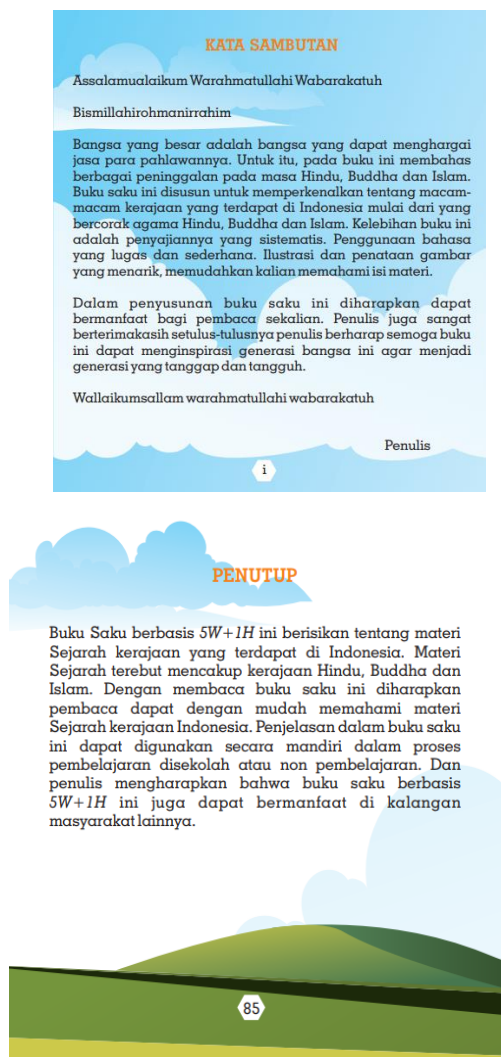 KATA SAMBUTAN
Assalamualaikum Warahmatullahi Wabarakatuh
Bismillahirohmanirrahim
Bangsa yang besar adalah bangsa yang dapat menghargai
jasa para pahlawannya. Untuk itu, pada buku ini membahas
berbagai peninggalan pada masa Hindu, Buddha dan Islam.
Buku saku ini disusun untuk memperkenalkan tentang macam-
macam kerajaan yang terdapat di Indonesia mulai dari yang
bercorak agama Hindu, Buddha dan Islam. Kelebihan buku ini
adalah penyajiannya yang sistematis. Penggunaan bahasa
yang lugas dan sederhana. Ilustrasi dan penataan gambar
yang menarik, memudahkan kalian memahami isi materi.
Dalam penyusunan buku saku ini diharapkan dapat
bermanfaat bagi pembaca sekalian. Penulis juga sangat
berterimakasih setulus-tulusnya penulis berharap semoga buku
ini dapat menginspirasi generasi bangsa ini agar menjadi
generasi yang tanggap dan tangguh.
Wallaikumsallam warahmatullahi wabarakatuh
Penulis
i
PENUTUP
Buku Saku berbasis 5W+1H ini berisikan tentang materi
Sejarah kerajaan yang terdapat di Indonesia. Materi
Sejarah terebut mencakup kerajaan Hindu, Buddha dan
Islam. Dengan membaca buku saku ini diharapkan
pembaca dapat dengan mudah memahami materi
Sejarah kerajaan Indonesia. Penjelasan dalam buku saku
ini dapat digunakan secara mandiri dalam proses
pembelajaran disekolah atau non pembelajaran. Dan
penulis mengharapkan bahwa buku saku berbasis
5W+1H ini juga dapat bermanfaat di kalangan
masyarakat lainnya.
85